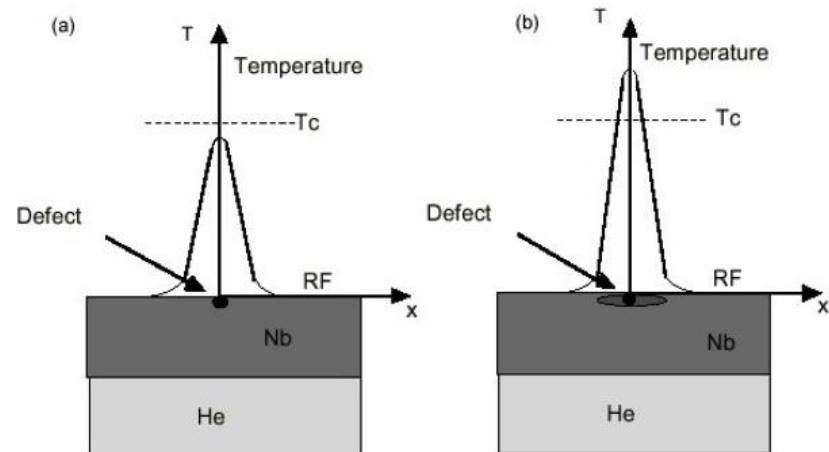 (a)
T
Temperature
Tc
Defect
RF
x
Nb
He
(b)
T
Temperature
Tc
Defect
RF
x
Nb
He